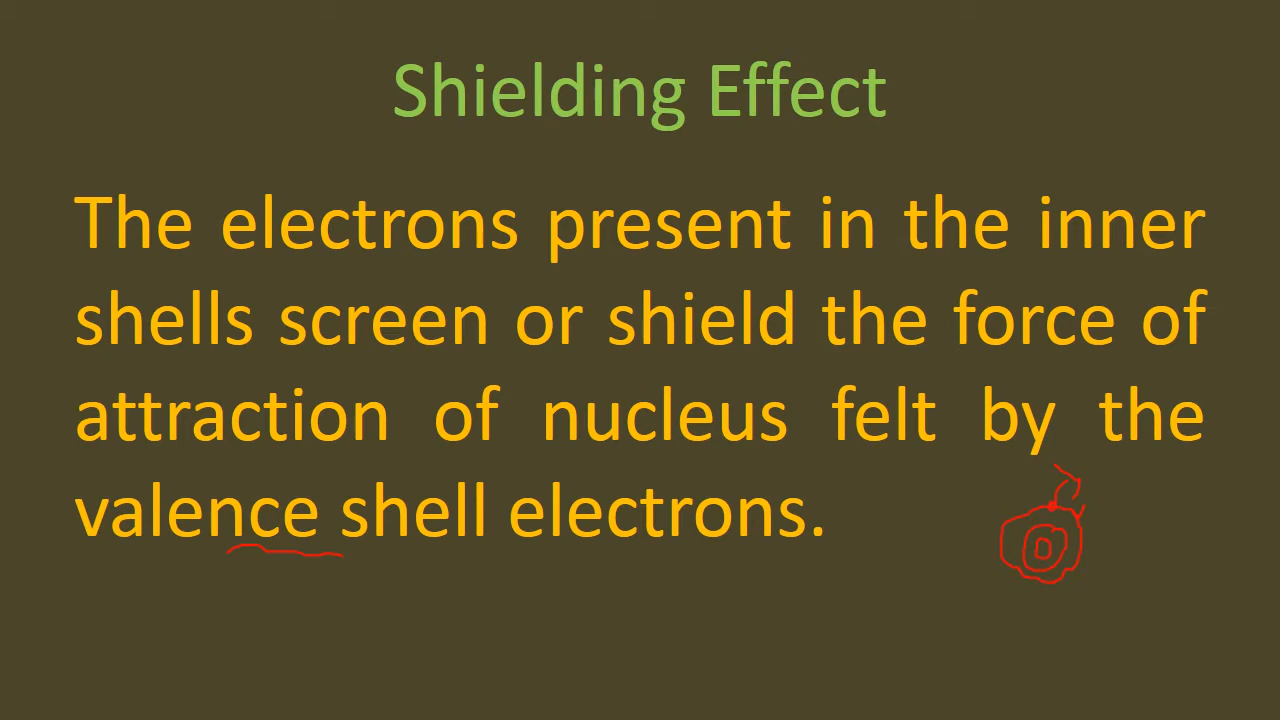 Shielding Effect
The electrons present in the inner
shells screen or shield the force of
attraction of nucleus felt by the
valence shell electrons.